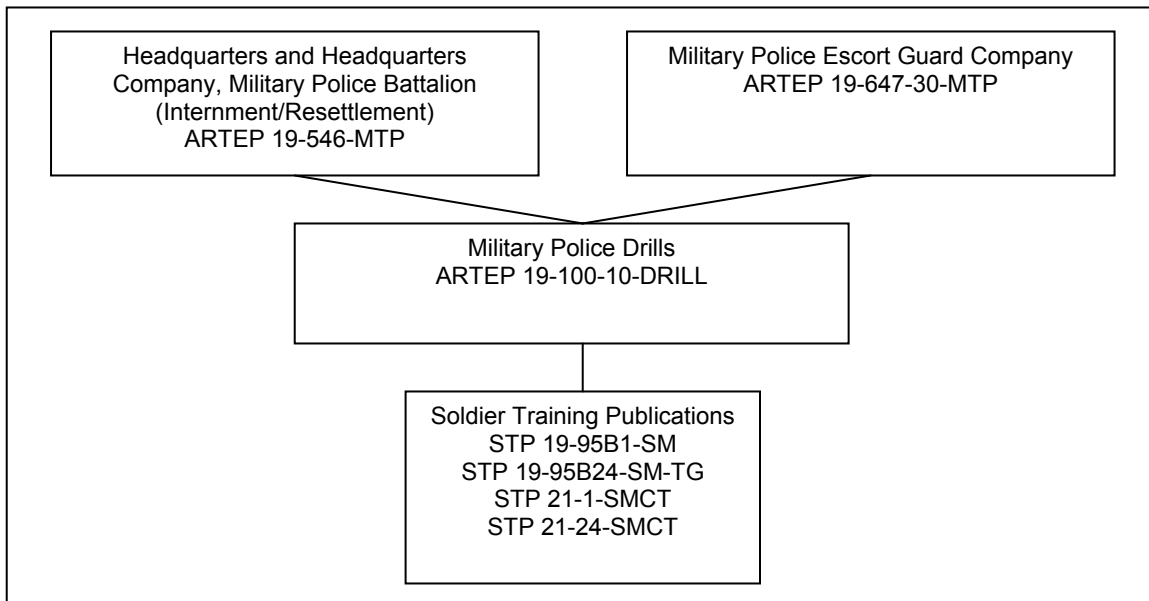 Headquarters and Headquarters
Company, Military Police Battalion
(Internment/Resettlement)
ARTEP 19-546-MTP
Military Police Escort Guard Company
ARTEP 19-647-30-MTP
Military Police Drills
ARTEP 19-100-10-DRILL
Soldier Training Publications
STP 19-95B1-SM
STP 19-95B24-SM-TG
STP 21-1-SMCT
STP 21-24-SMCT